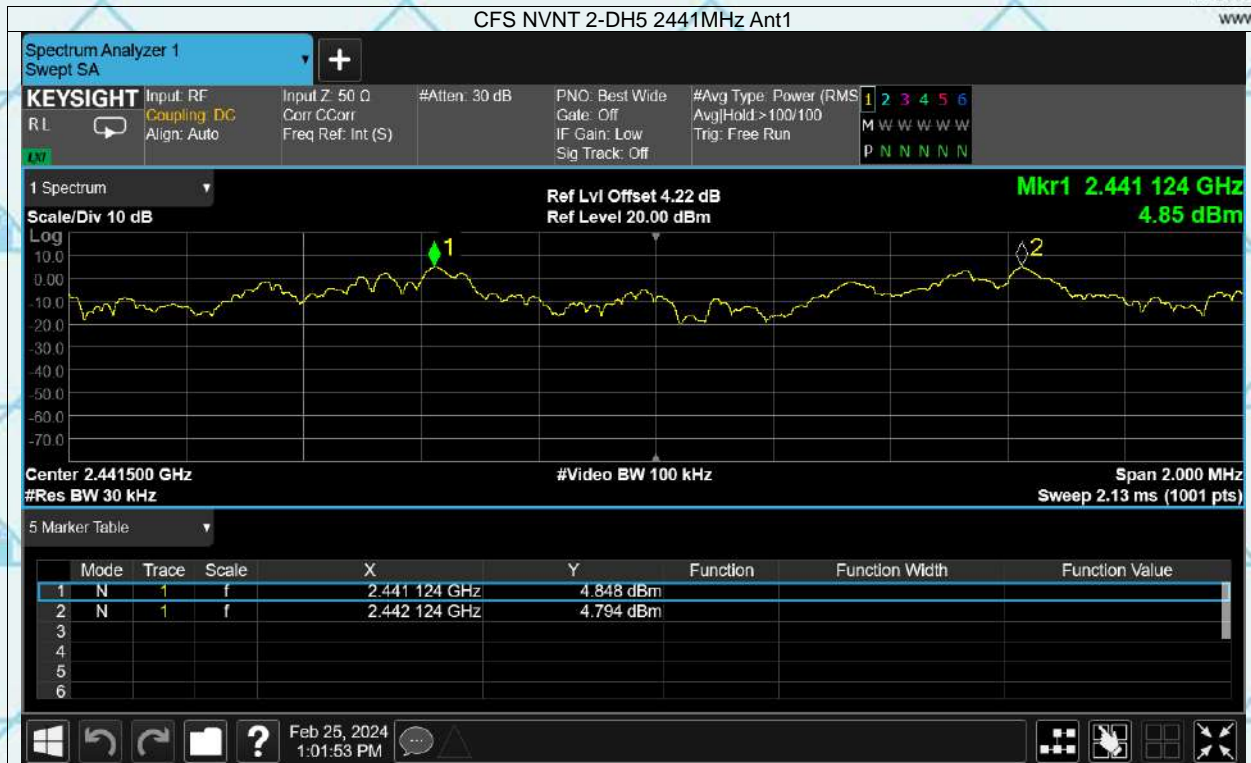 www
CFS NVNT 2-DH5 2441MHz Ant1
Spectrum Analyzer 1
Swept SA
+
KEYSIGHT Input: RF Input Z: 50 Ω #Atten: 30 dB PNO: Best Wide #Avg Type: Power (RMS 1 2 3 4 5 6
RL Coupling: DC Corr CCorr Gate: Off Avg|Hold:>100/100 M W W W W W
Align: Auto Freq Ref: Int (S) IF Gain: Low Trig: Free Run
LXI Sig Track: Off P N N N N N
1 Spectrum
Ref Lvl Offset 4.22 dB Mkr1 2.441 124 GHz
Scale/Div 10 dB Ref Level 20.00 dBm 4.85 dBm
Log
1 2
10.0
0.00
-10.0
-20.0
-30.0
-40.0
-50.0
-60.0
-70.0
Center 2.441500 GHz #Video BW 100 kHz Span 2.000 MHz
#Res BW 30 kHz Sweep 2.13 ms (1001 pts)
5 Marker Table
Mode Trace Scale X Y Function Function Width Function Value
1 N 1 f 2.441 124 GHz 4.848 dBm
2 N 1 f 2.442 124 GHz 4.794 dBm
3
4
5
6
? Feb 25, 2024
1:01:53 PM